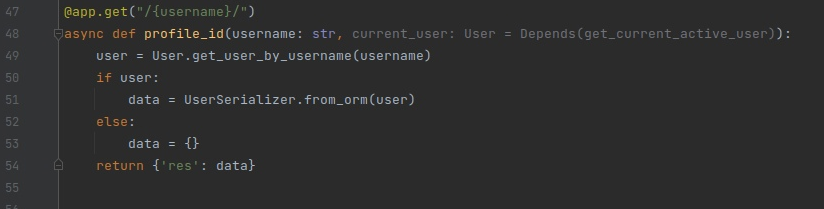 47 @app.get("/{username}/")
48 async def profile_id(username: str, current_user: User = Depends(get_current_active_user)):
49 user = User.get_user_by_username(username)
50 if user:
51 data = UserSerializer.from_orm(user)
52 else:
53 data = {}
54 return {'res': data}
55